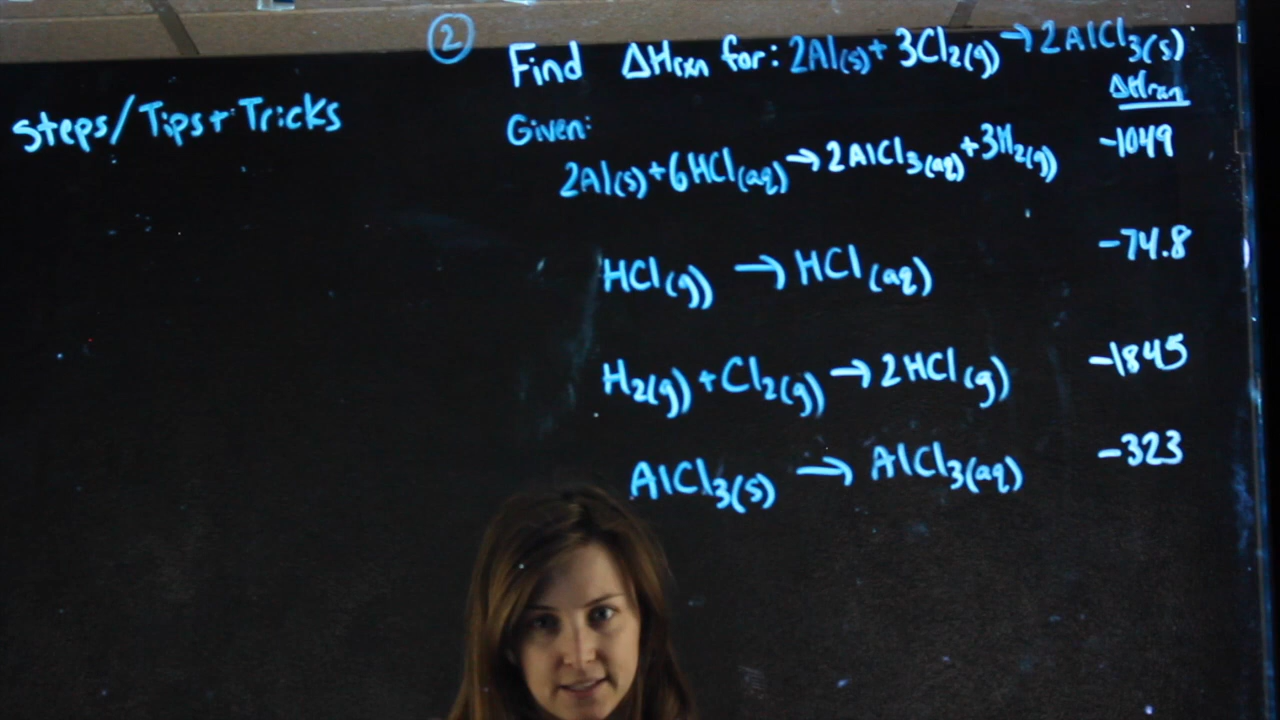 ②
Find ΔHrxn for: 2Al(s) + 3Cl₂(g) → 2AlCl₃(s)
Steps/Tips + Tricks
ΔHrxn
Given:
2Al(s) + 6HCl(aq) → 2AlCl₃(aq) + 3H₂(g) -1049
HCl(g) → HCl(aq) -74.8
H₂(g) + Cl₂(g) → 2HCl(g) -1845
AlCl₃(s) → AlCl₃(aq) -323